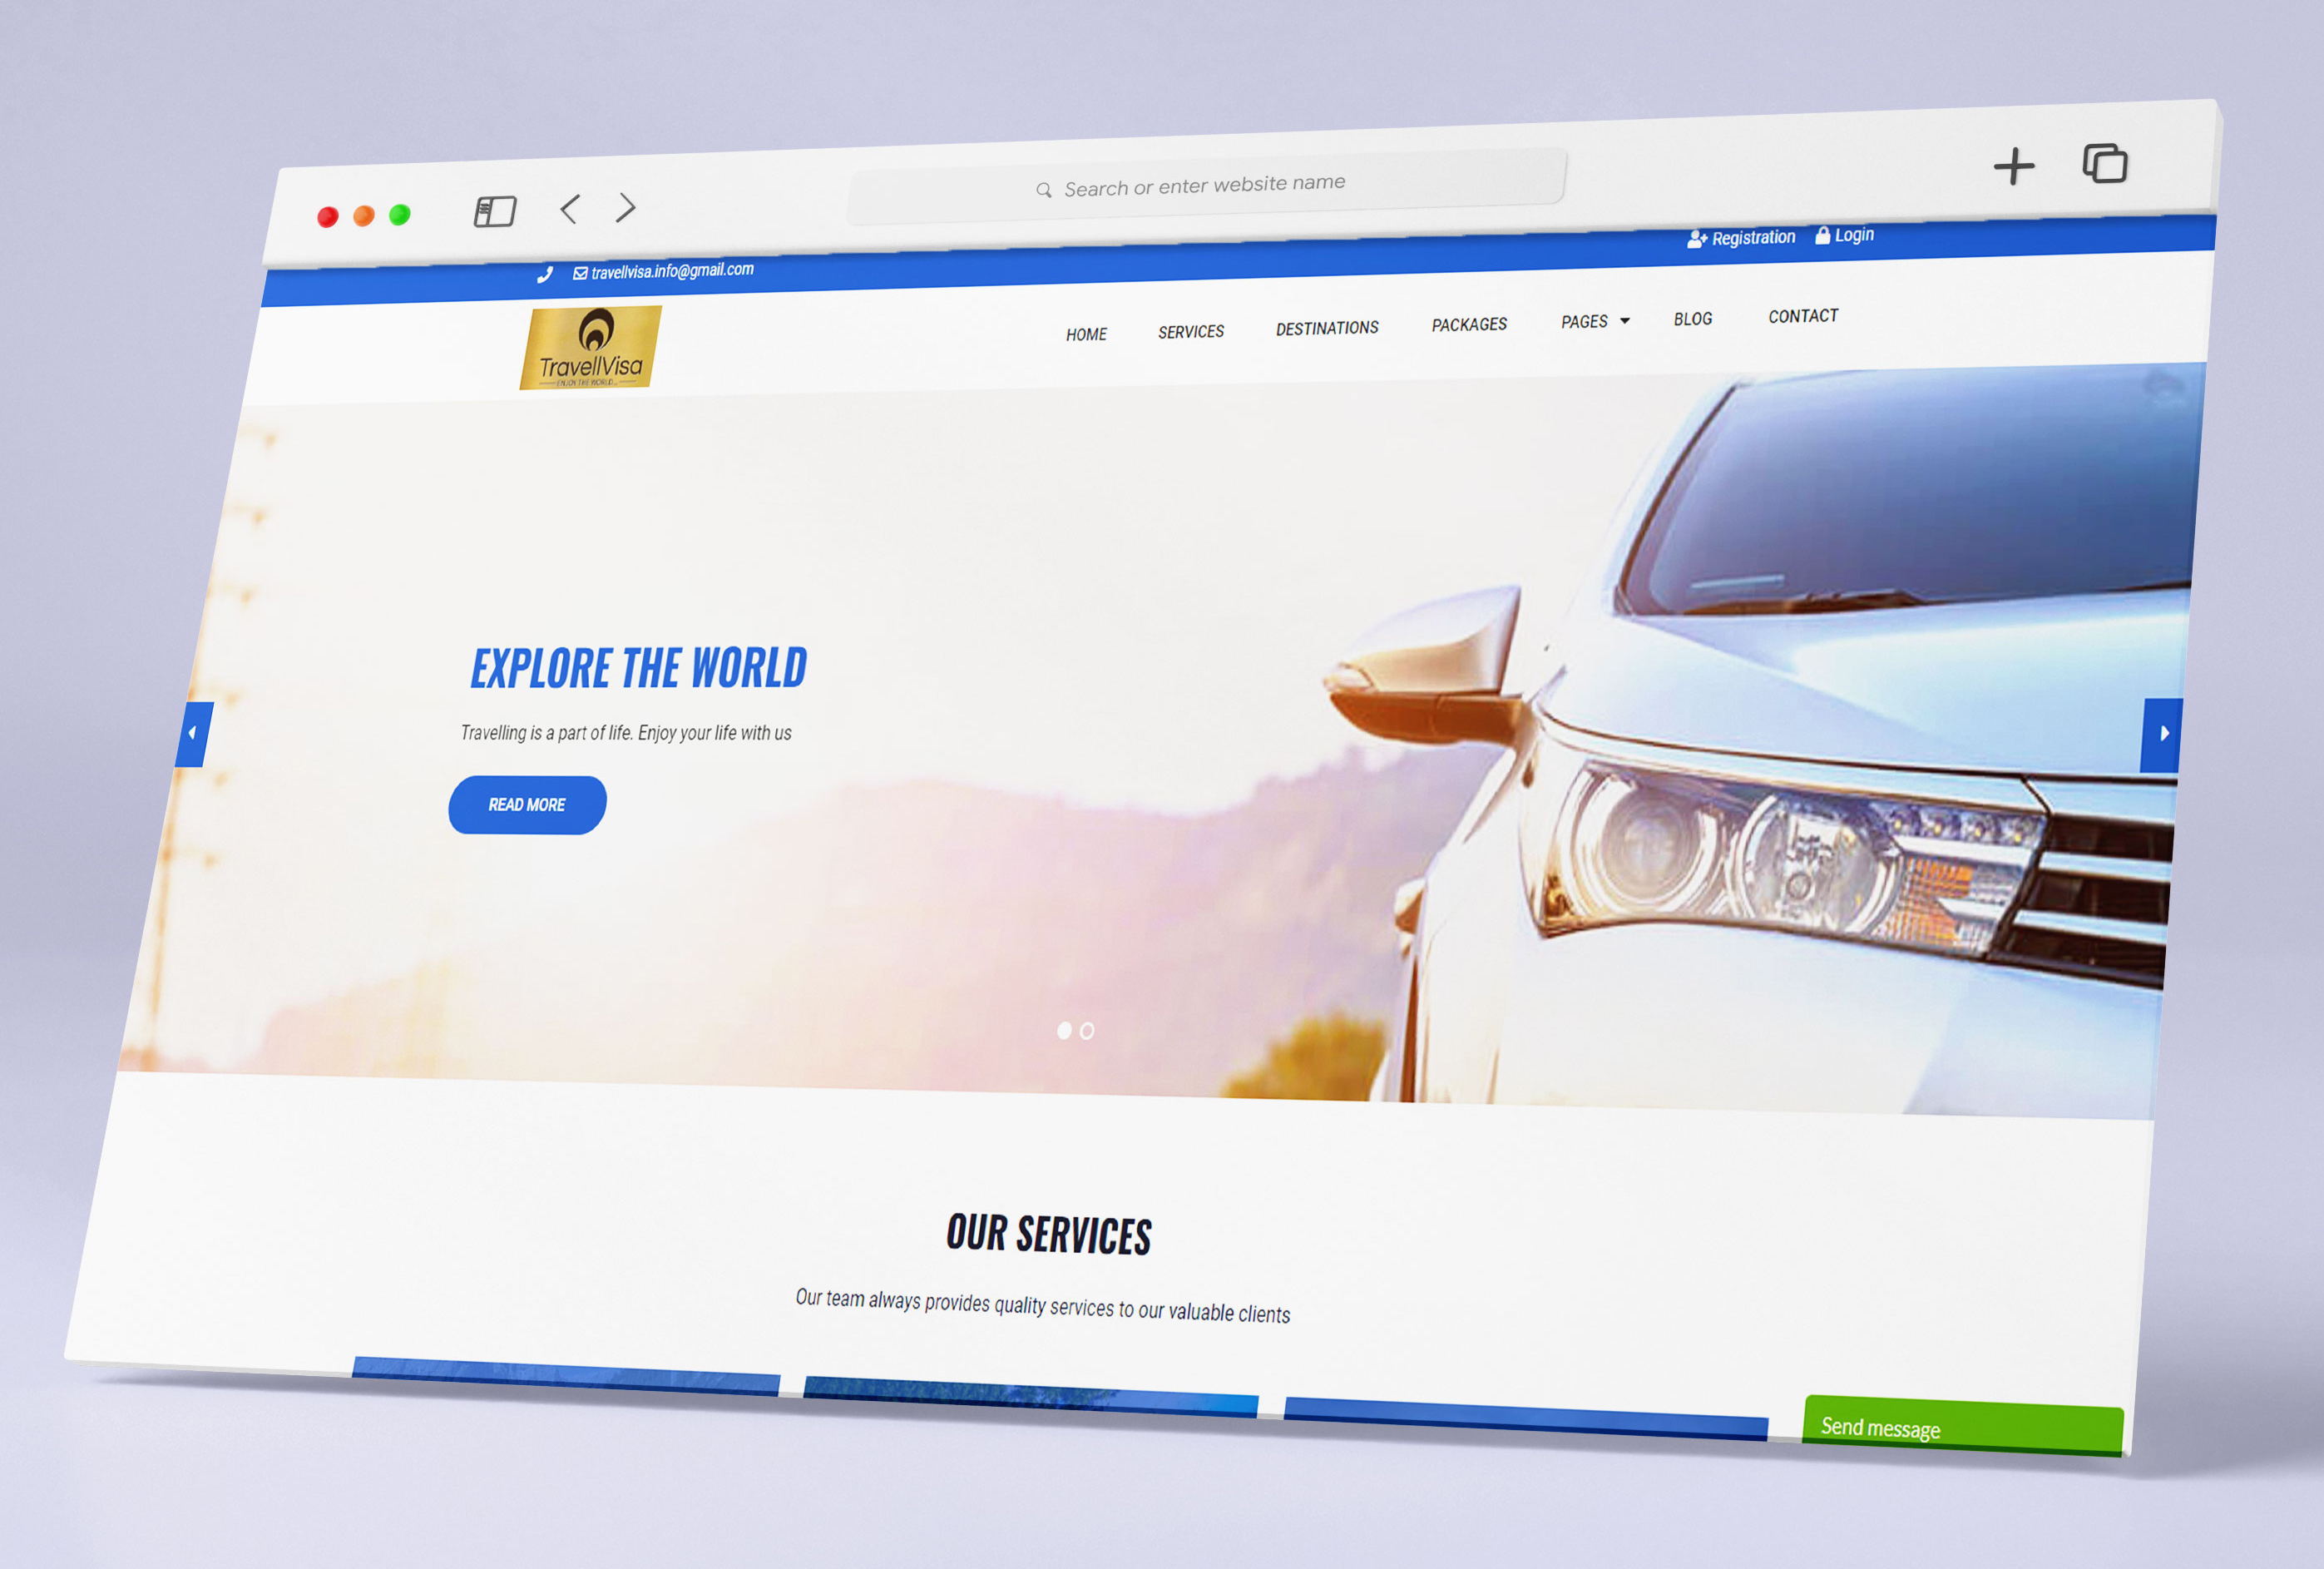 Search or enter website name
travellvisa.info@gmail.com
Registration
Login
TravellVisa
ENJOY THE WORLD...
HOME
SERVICES
DESTINATIONS
PACKAGES
PAGES
BLOG
CONTACT
EXPLORE THE WORLD
Travelling is a part of life. Enjoy your life with us
READ MORE
OUR SERVICES
Our team always provides quality services to our valuable clients
Send message